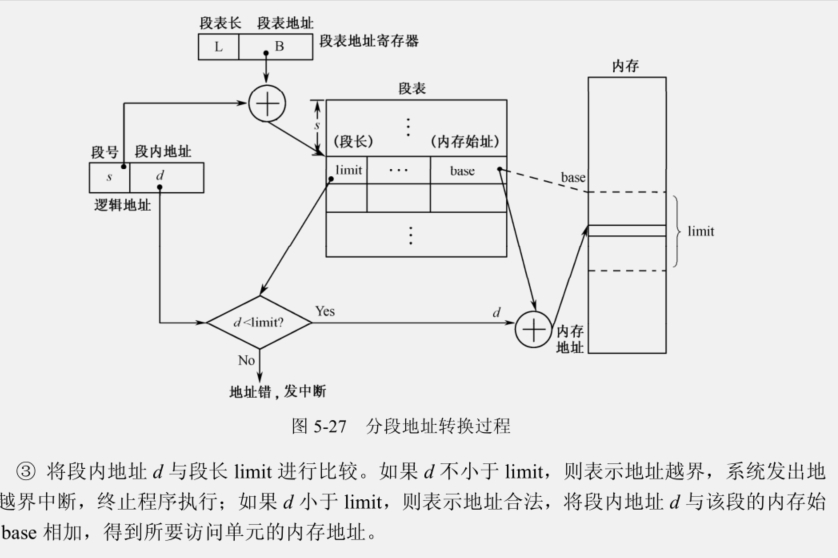 段表长 段表地址
L B 段表地址寄存器
内存
段表
s
⋮
段号 段内地址
(段长) (内存始址)
s d
limit ⋯ base
base
逻辑地址
limit
⋮
d<limit?
Yes
d
内存
地址
No
地址错,发中断
图 5-27 分段地址转换过程
③ 将段内地址 d 与段长 limit 进行比较。如果 d 不小于 limit，则表示地址越界，系统发出地
越界中断，终止程序执行；如果 d 小于 limit，则表示地址合法，将段内地址 d 与该段的内存始
base 相加，得到所要访问单元的内存地址。